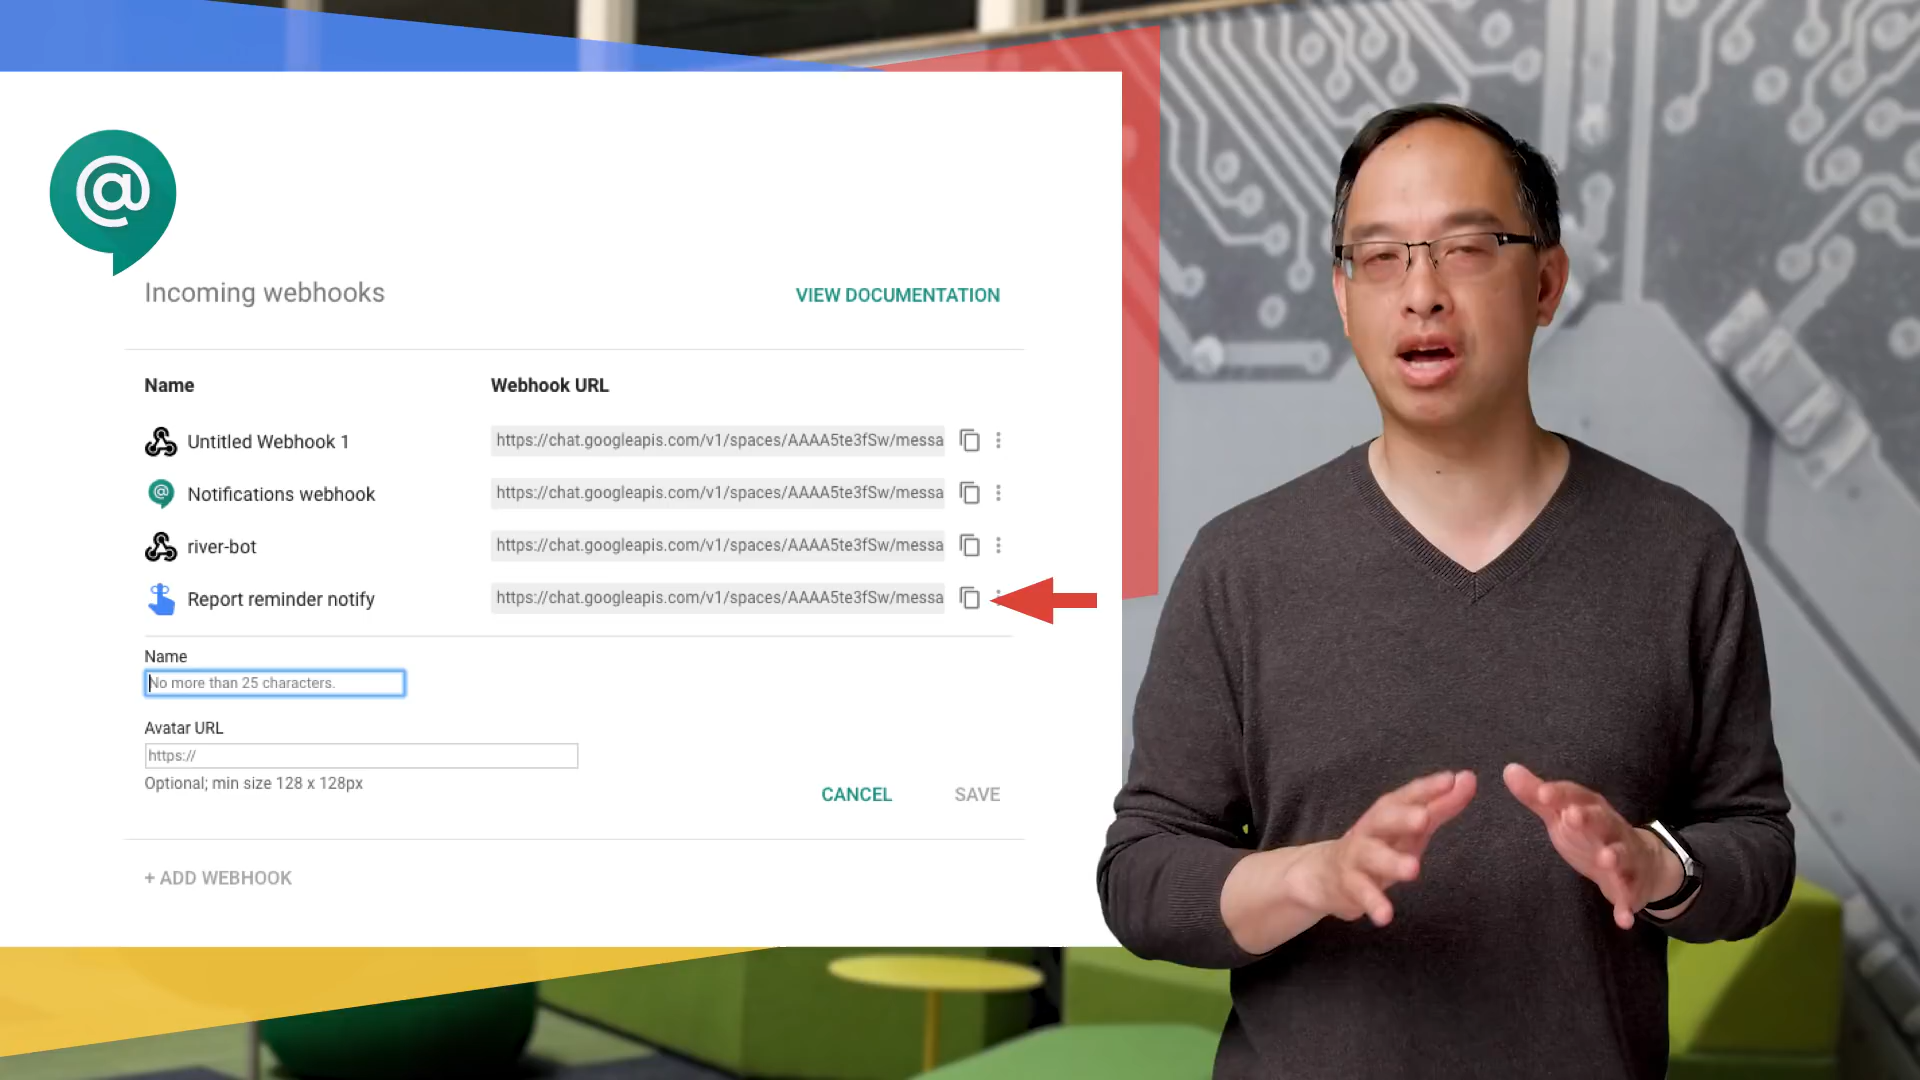 @
Incoming webhooks
VIEW DOCUMENTATION
Name Webhook URL
Untitled Webhook 1 https://chat.googleapis.com/v1/spaces/AAAA5te3fSw/messa
@ Notifications webhook https://chat.googleapis.com/v1/spaces/AAAA5te3fSw/messa
river-bot https://chat.googleapis.com/v1/spaces/AAAA5te3fSw/messa
Report reminder notify https://chat.googleapis.com/v1/spaces/AAAA5te3fSw/messa
Name
No more than 25 characters.
Avatar URL
https://
Optional; min size 128 x 128px
CANCEL SAVE
+ ADD WEBHOOK